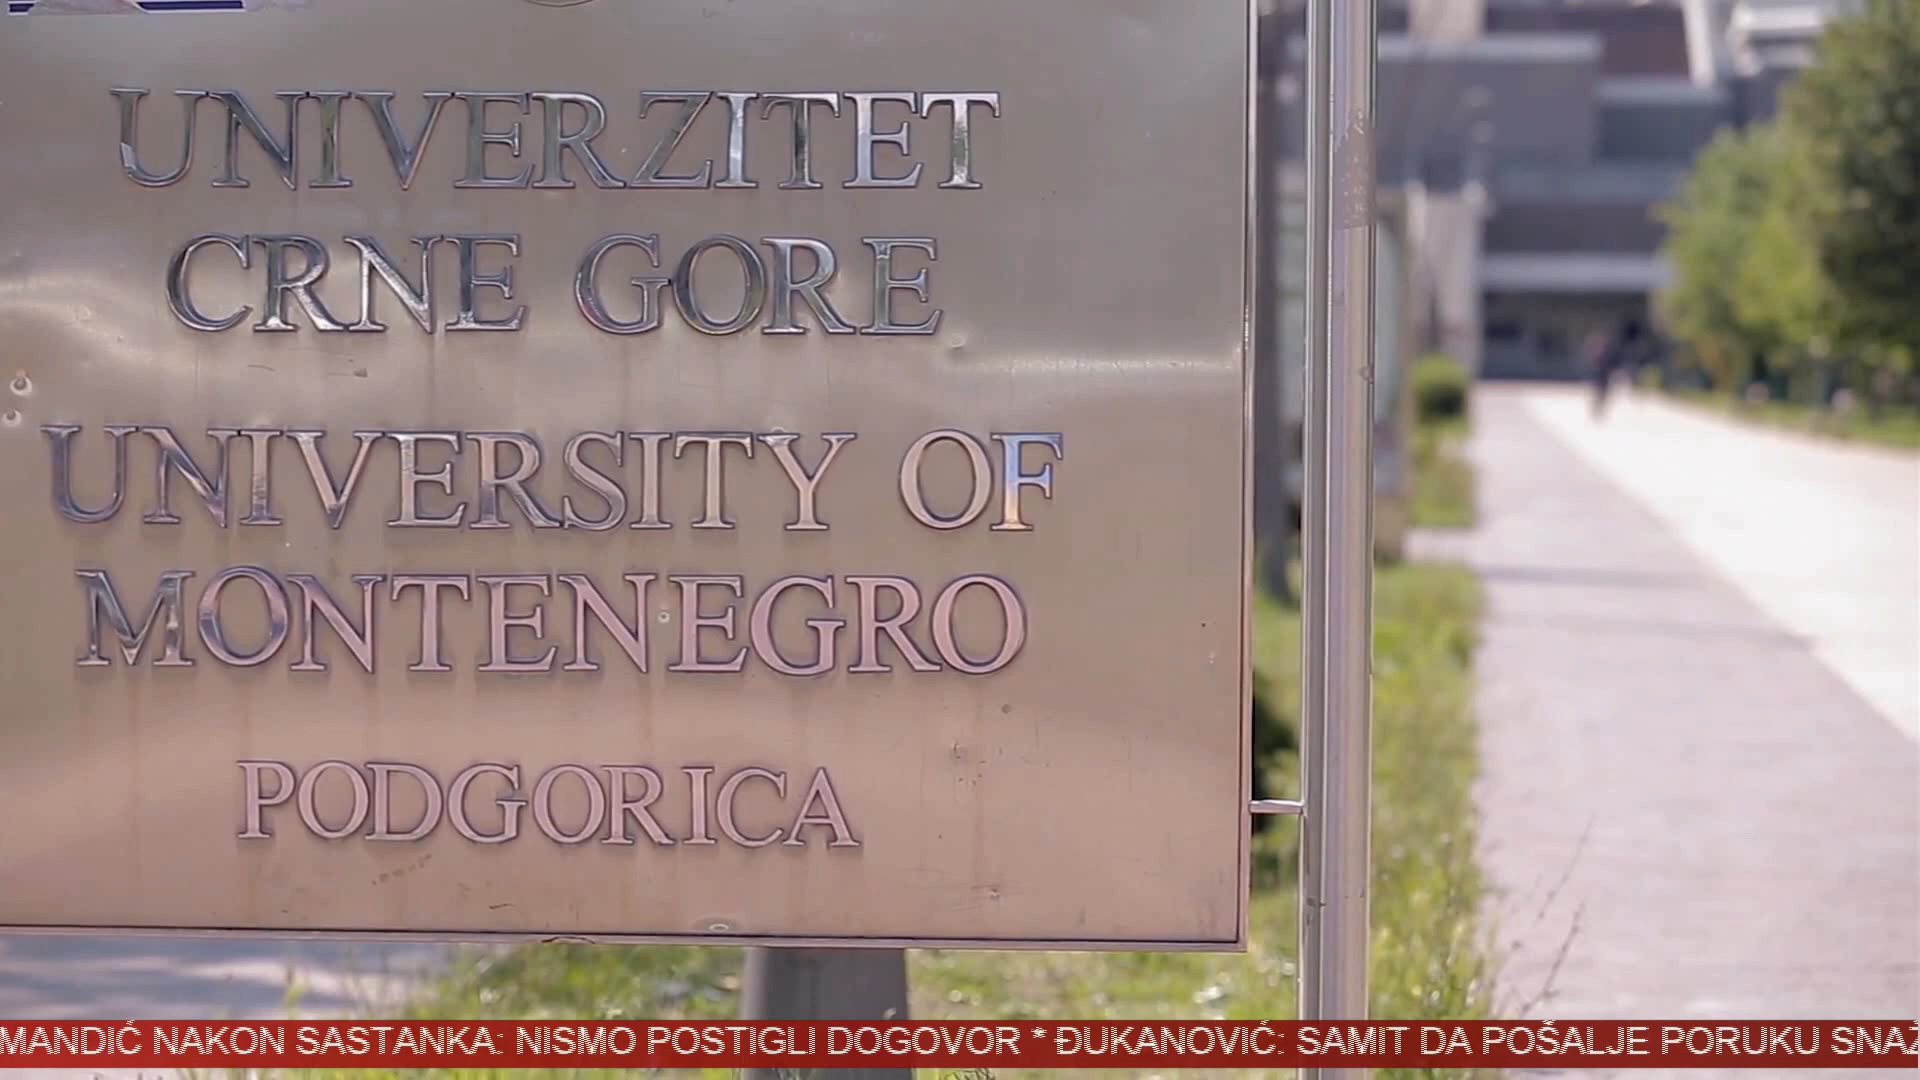 UNIVERZITET
CRNE GORE
UNIVERSITY OF
MONTENEGRO
PODGORICA
MANDIĆ NAKON SASTANKA: NISMO POSTIGLI DOGOVOR * ĐUKANOVIĆ: SAMIT DA POŠALJE PORUKU